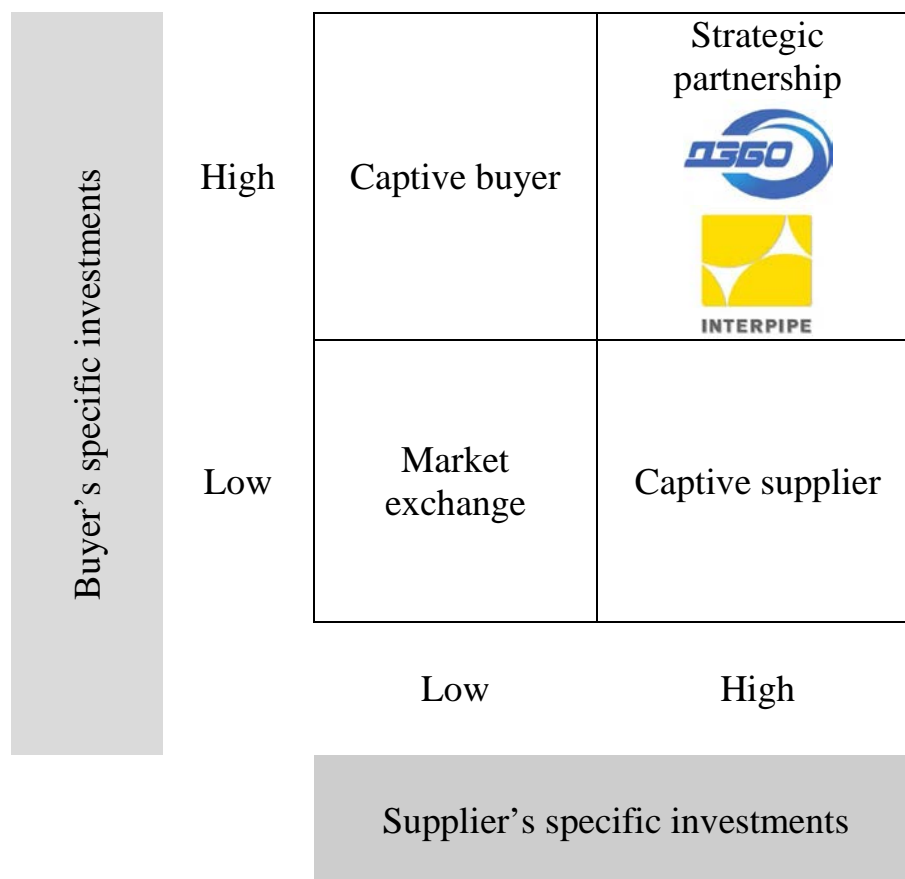 Strategic
partnership
ДЗБО
INTERPIPE
High
Captive buyer
Buyer’s specific investments
Low
Market
exchange
Captive supplier
Low
High
Supplier’s specific investments